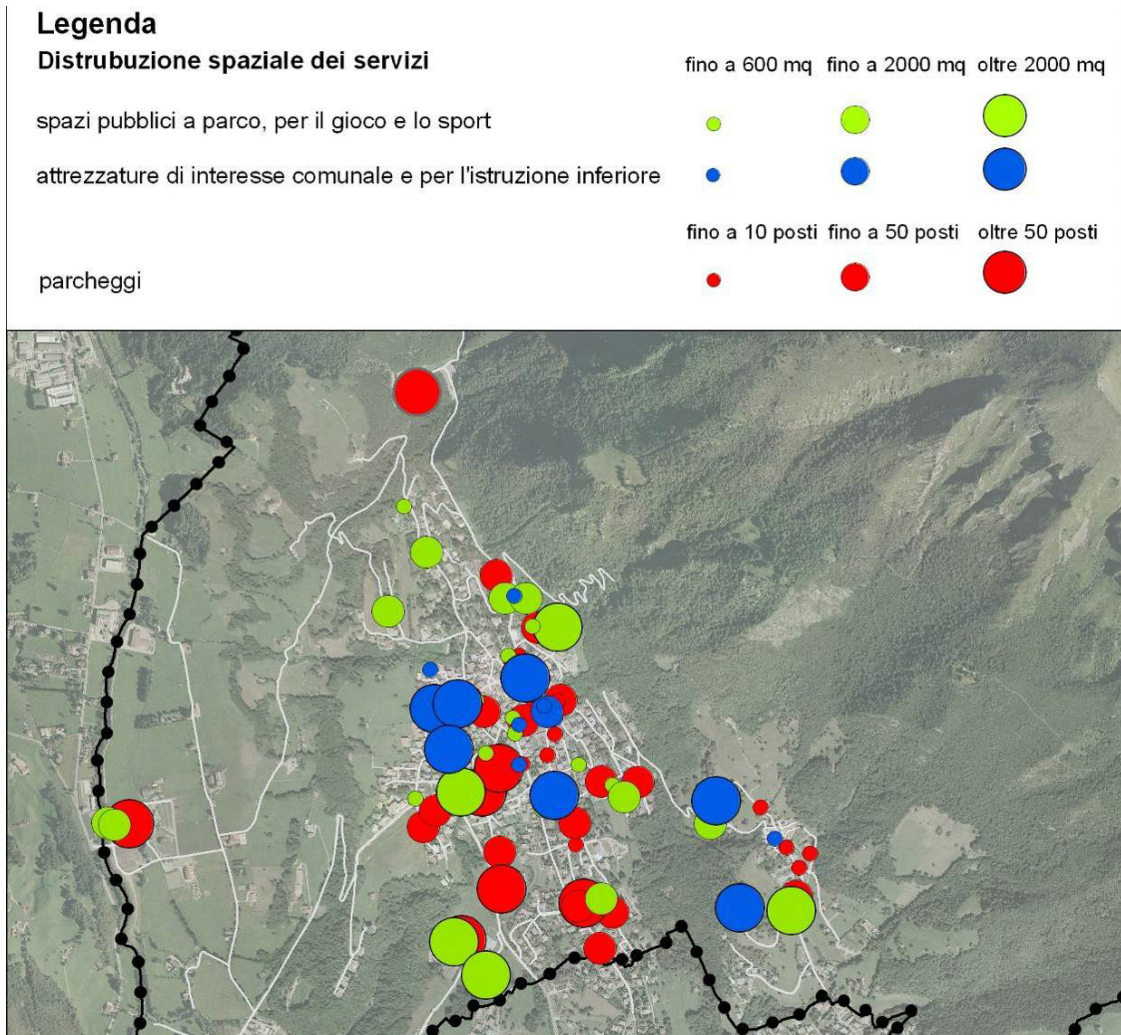 Legenda
Distrubuzione spaziale dei servizi
fino a 600 mq fino a 2000 mq oltre 2000 mq
spazi pubblici a parco, per il gioco e lo sport
attrezzature di interesse comunale e per l'istruzione inferiore
fino a 10 posti fino a 50 posti oltre 50 posti
parcheggi